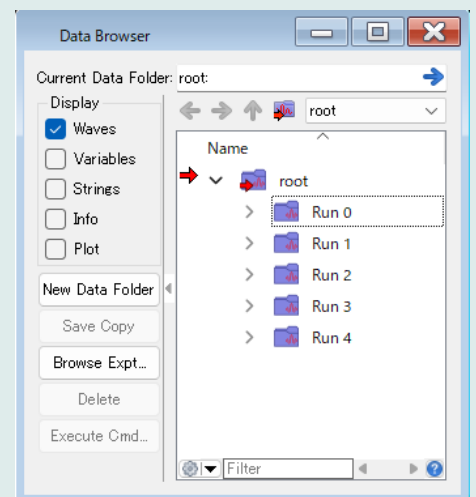 Data Browser
Current Data Folder: root:
Display
Waves
Variables
Strings
Info
Plot
New Data Folder
Save Copy
Browse Expt...
Delete
Execute Cmd...
root
Name
root
Run 0
Run 1
Run 2
Run 3
Run 4
Filter